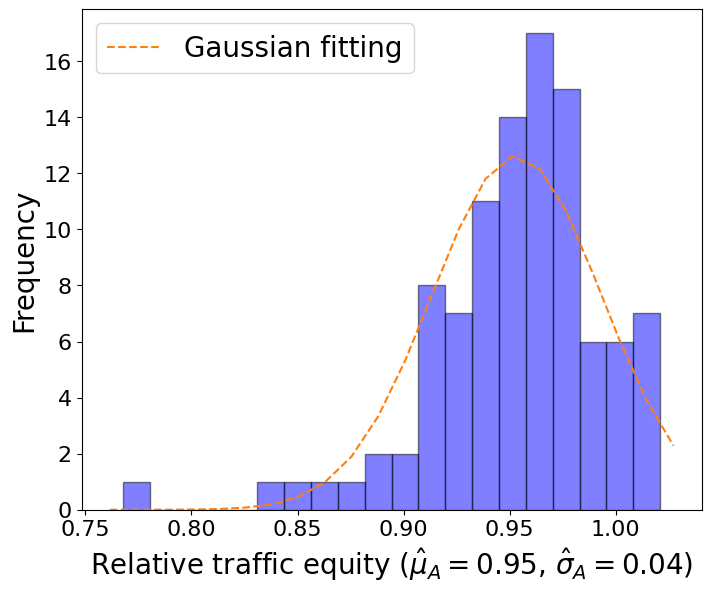 Gaussian fitting
16
14
12
10
8
6
4
2
0
Frequency
0.75 0.80 0.85 0.90 0.95 1.00
Relative traffic equity ($\hat{\mu}_A = 0.95$, $\hat{\sigma}_A = 0.04$)